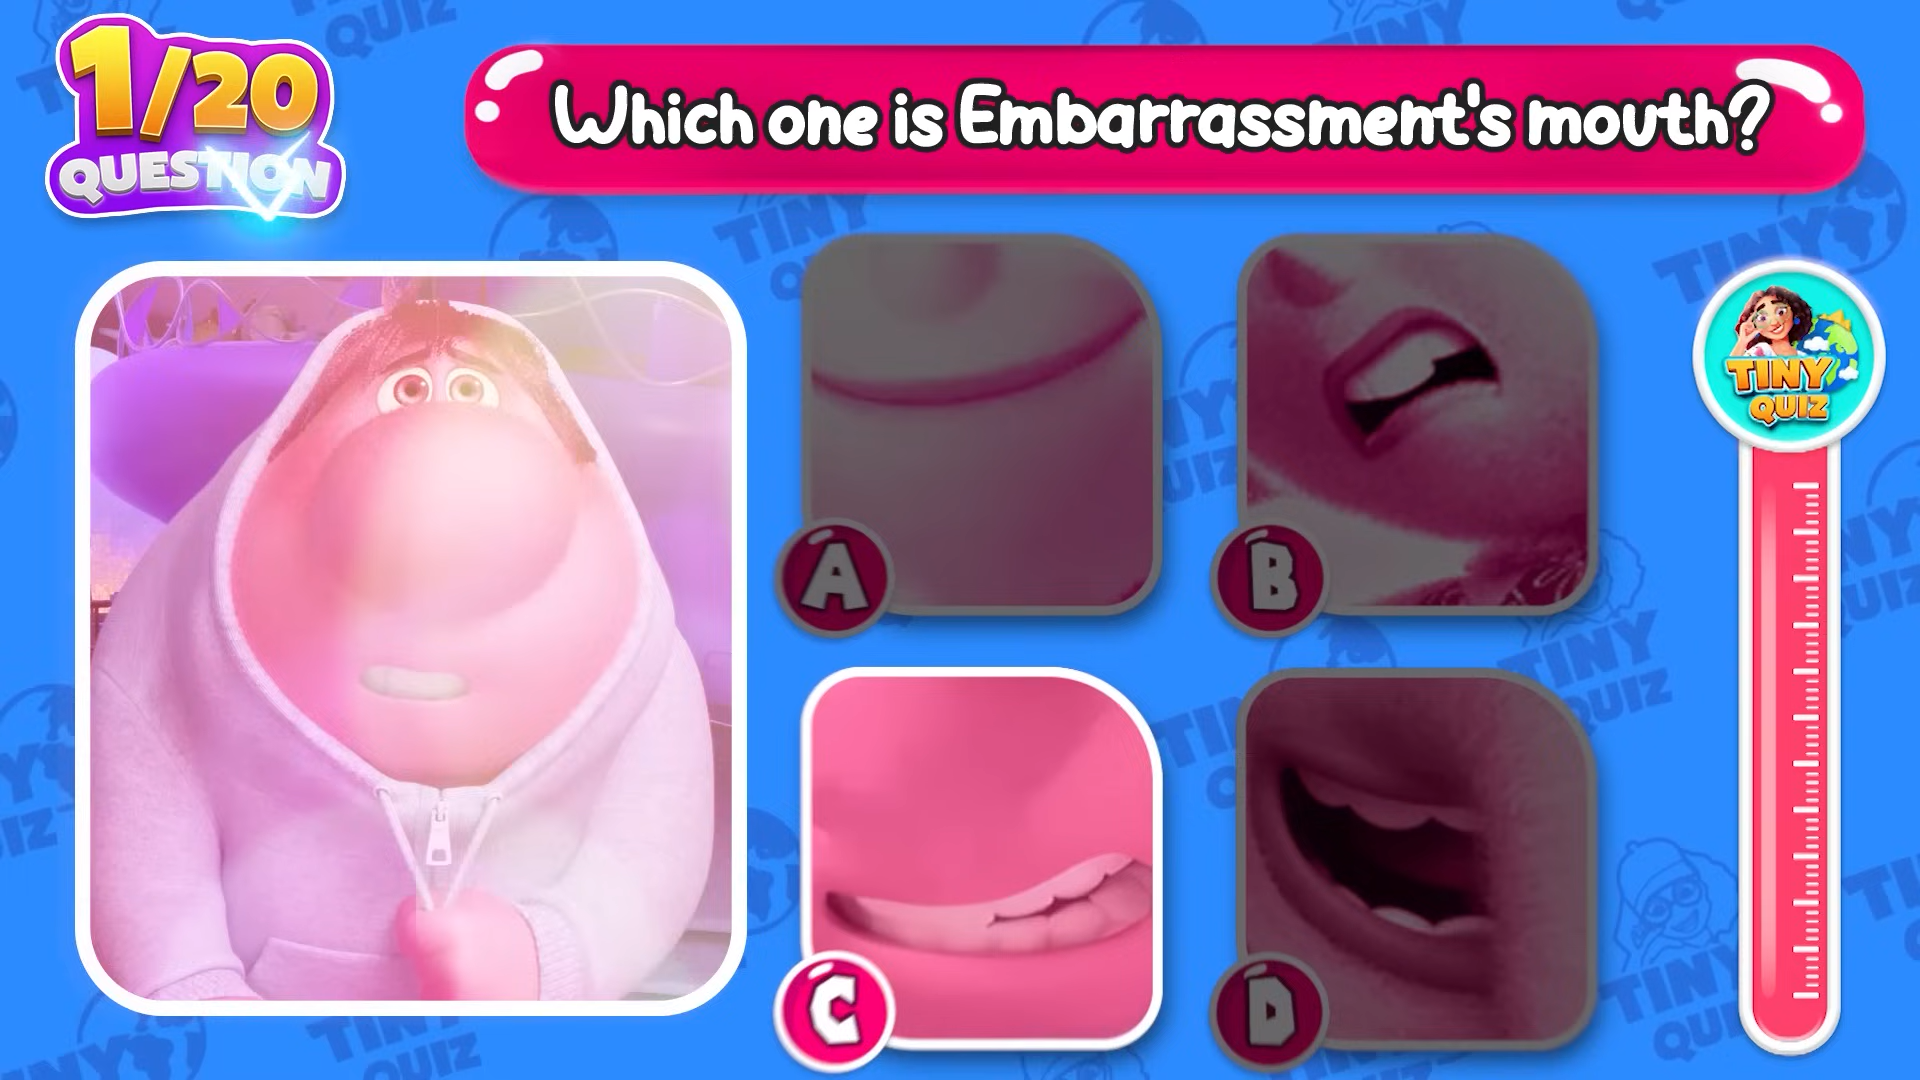 1/20
QUESTION
Which one is Embarrassment's mouth?
TINY
QUIZ
A
B
C
D